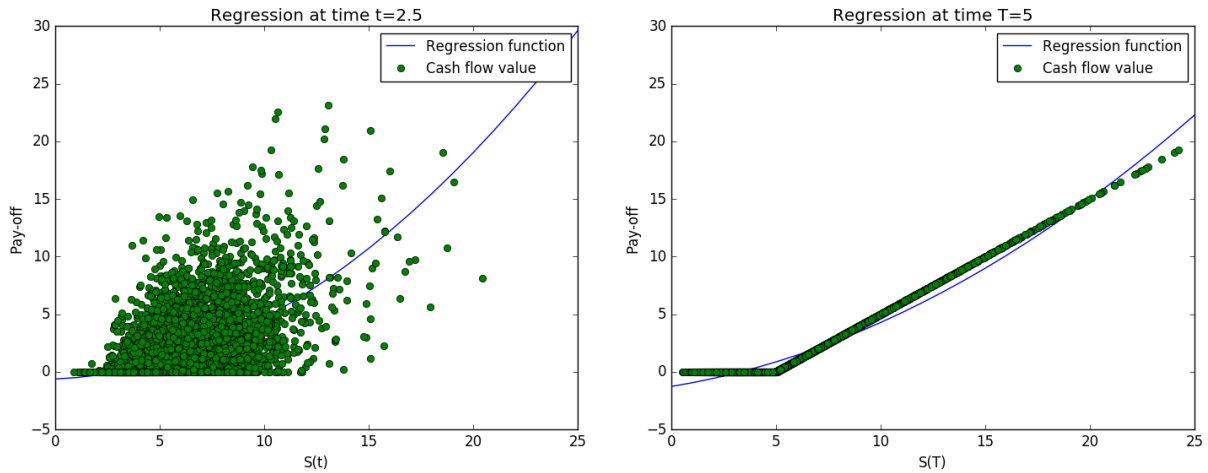 Regression at time t=2.5
30
25
20
15
10
5
0
−5
Pay-off
0 5 10 15 20 25
S(t)
Regression function
Cash flow value
Regression at time T=5
30
25
20
15
10
5
0
−5
Pay-off
0 5 10 15 20 25
S(T)
Regression function
Cash flow value